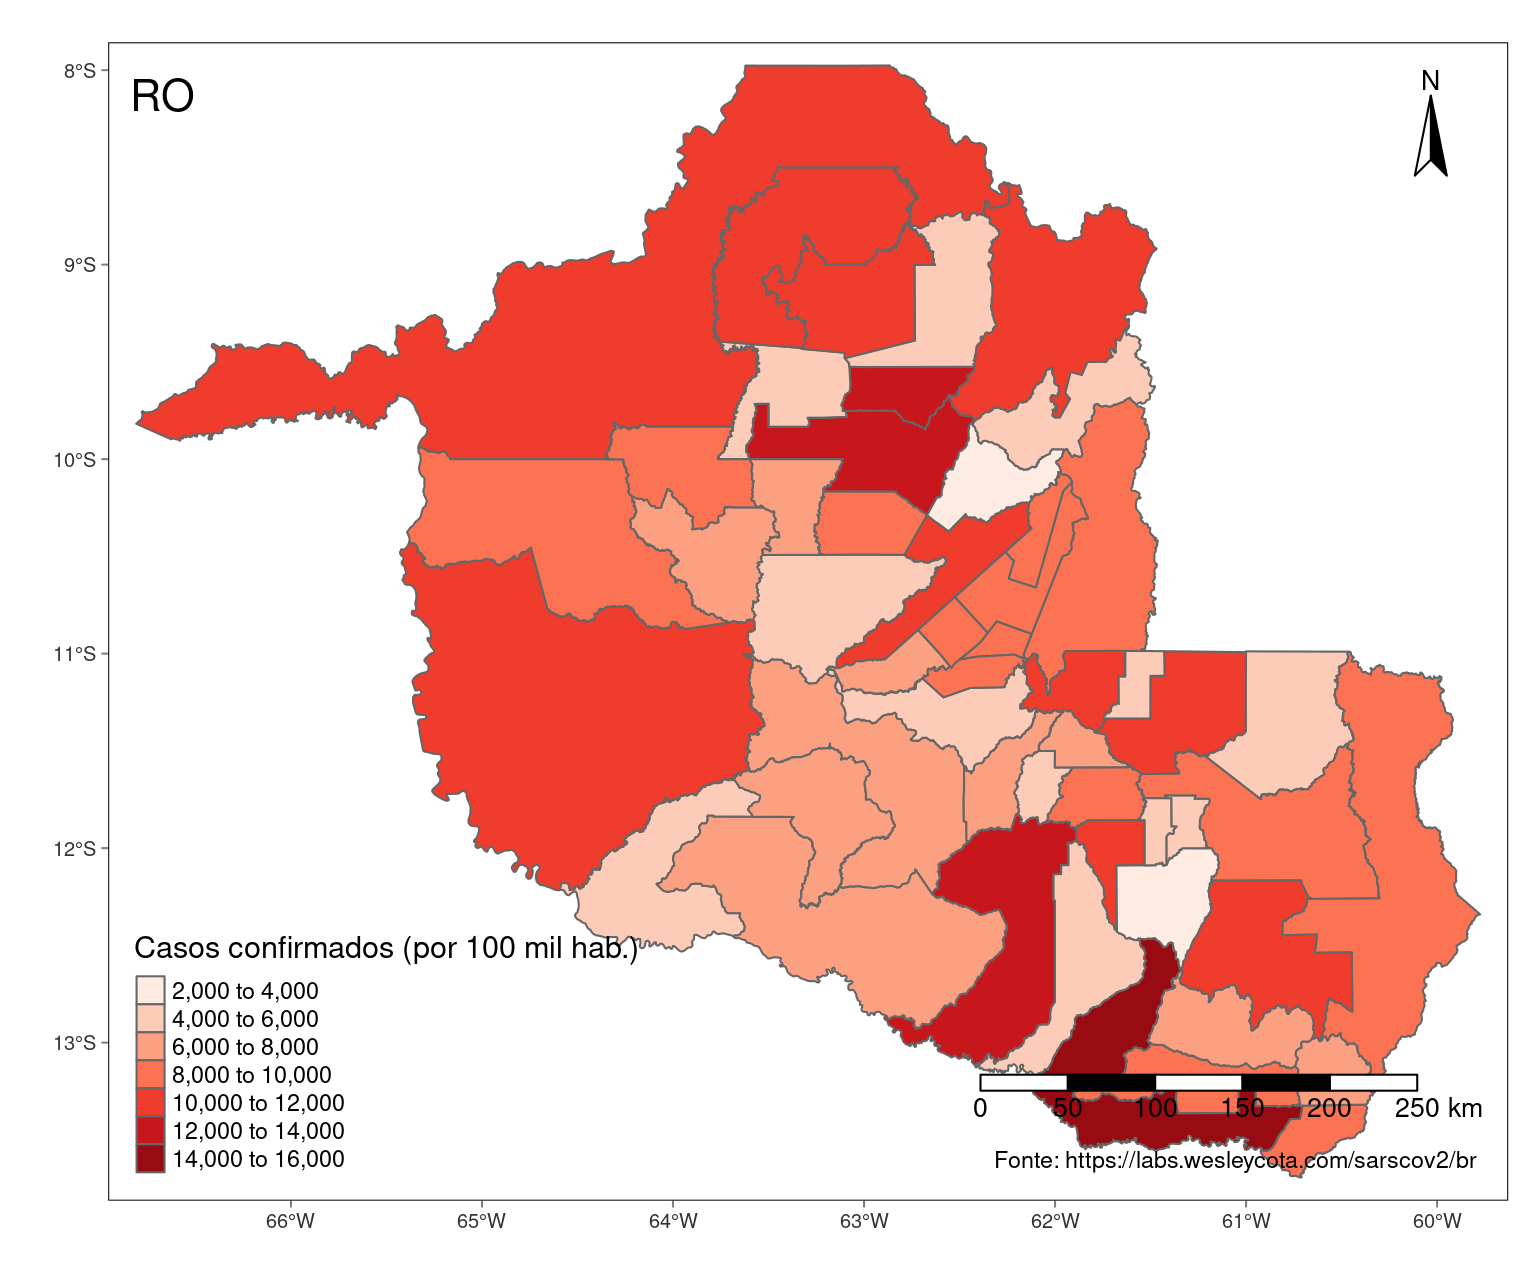 RO
N
8°S
9°S
10°S
11°S
12°S
13°S
Casos confirmados (por 100 mil hab.)
2,000 to 4,000
4,000 to 6,000
6,000 to 8,000
8,000 to 10,000
10,000 to 12,000
12,000 to 14,000
14,000 to 16,000
0 50 100 150 200 250 km
Fonte: https://labs.wesleycota.com/sarscov2/br
66°W 65°W 64°W 63°W 62°W 61°W 60°W